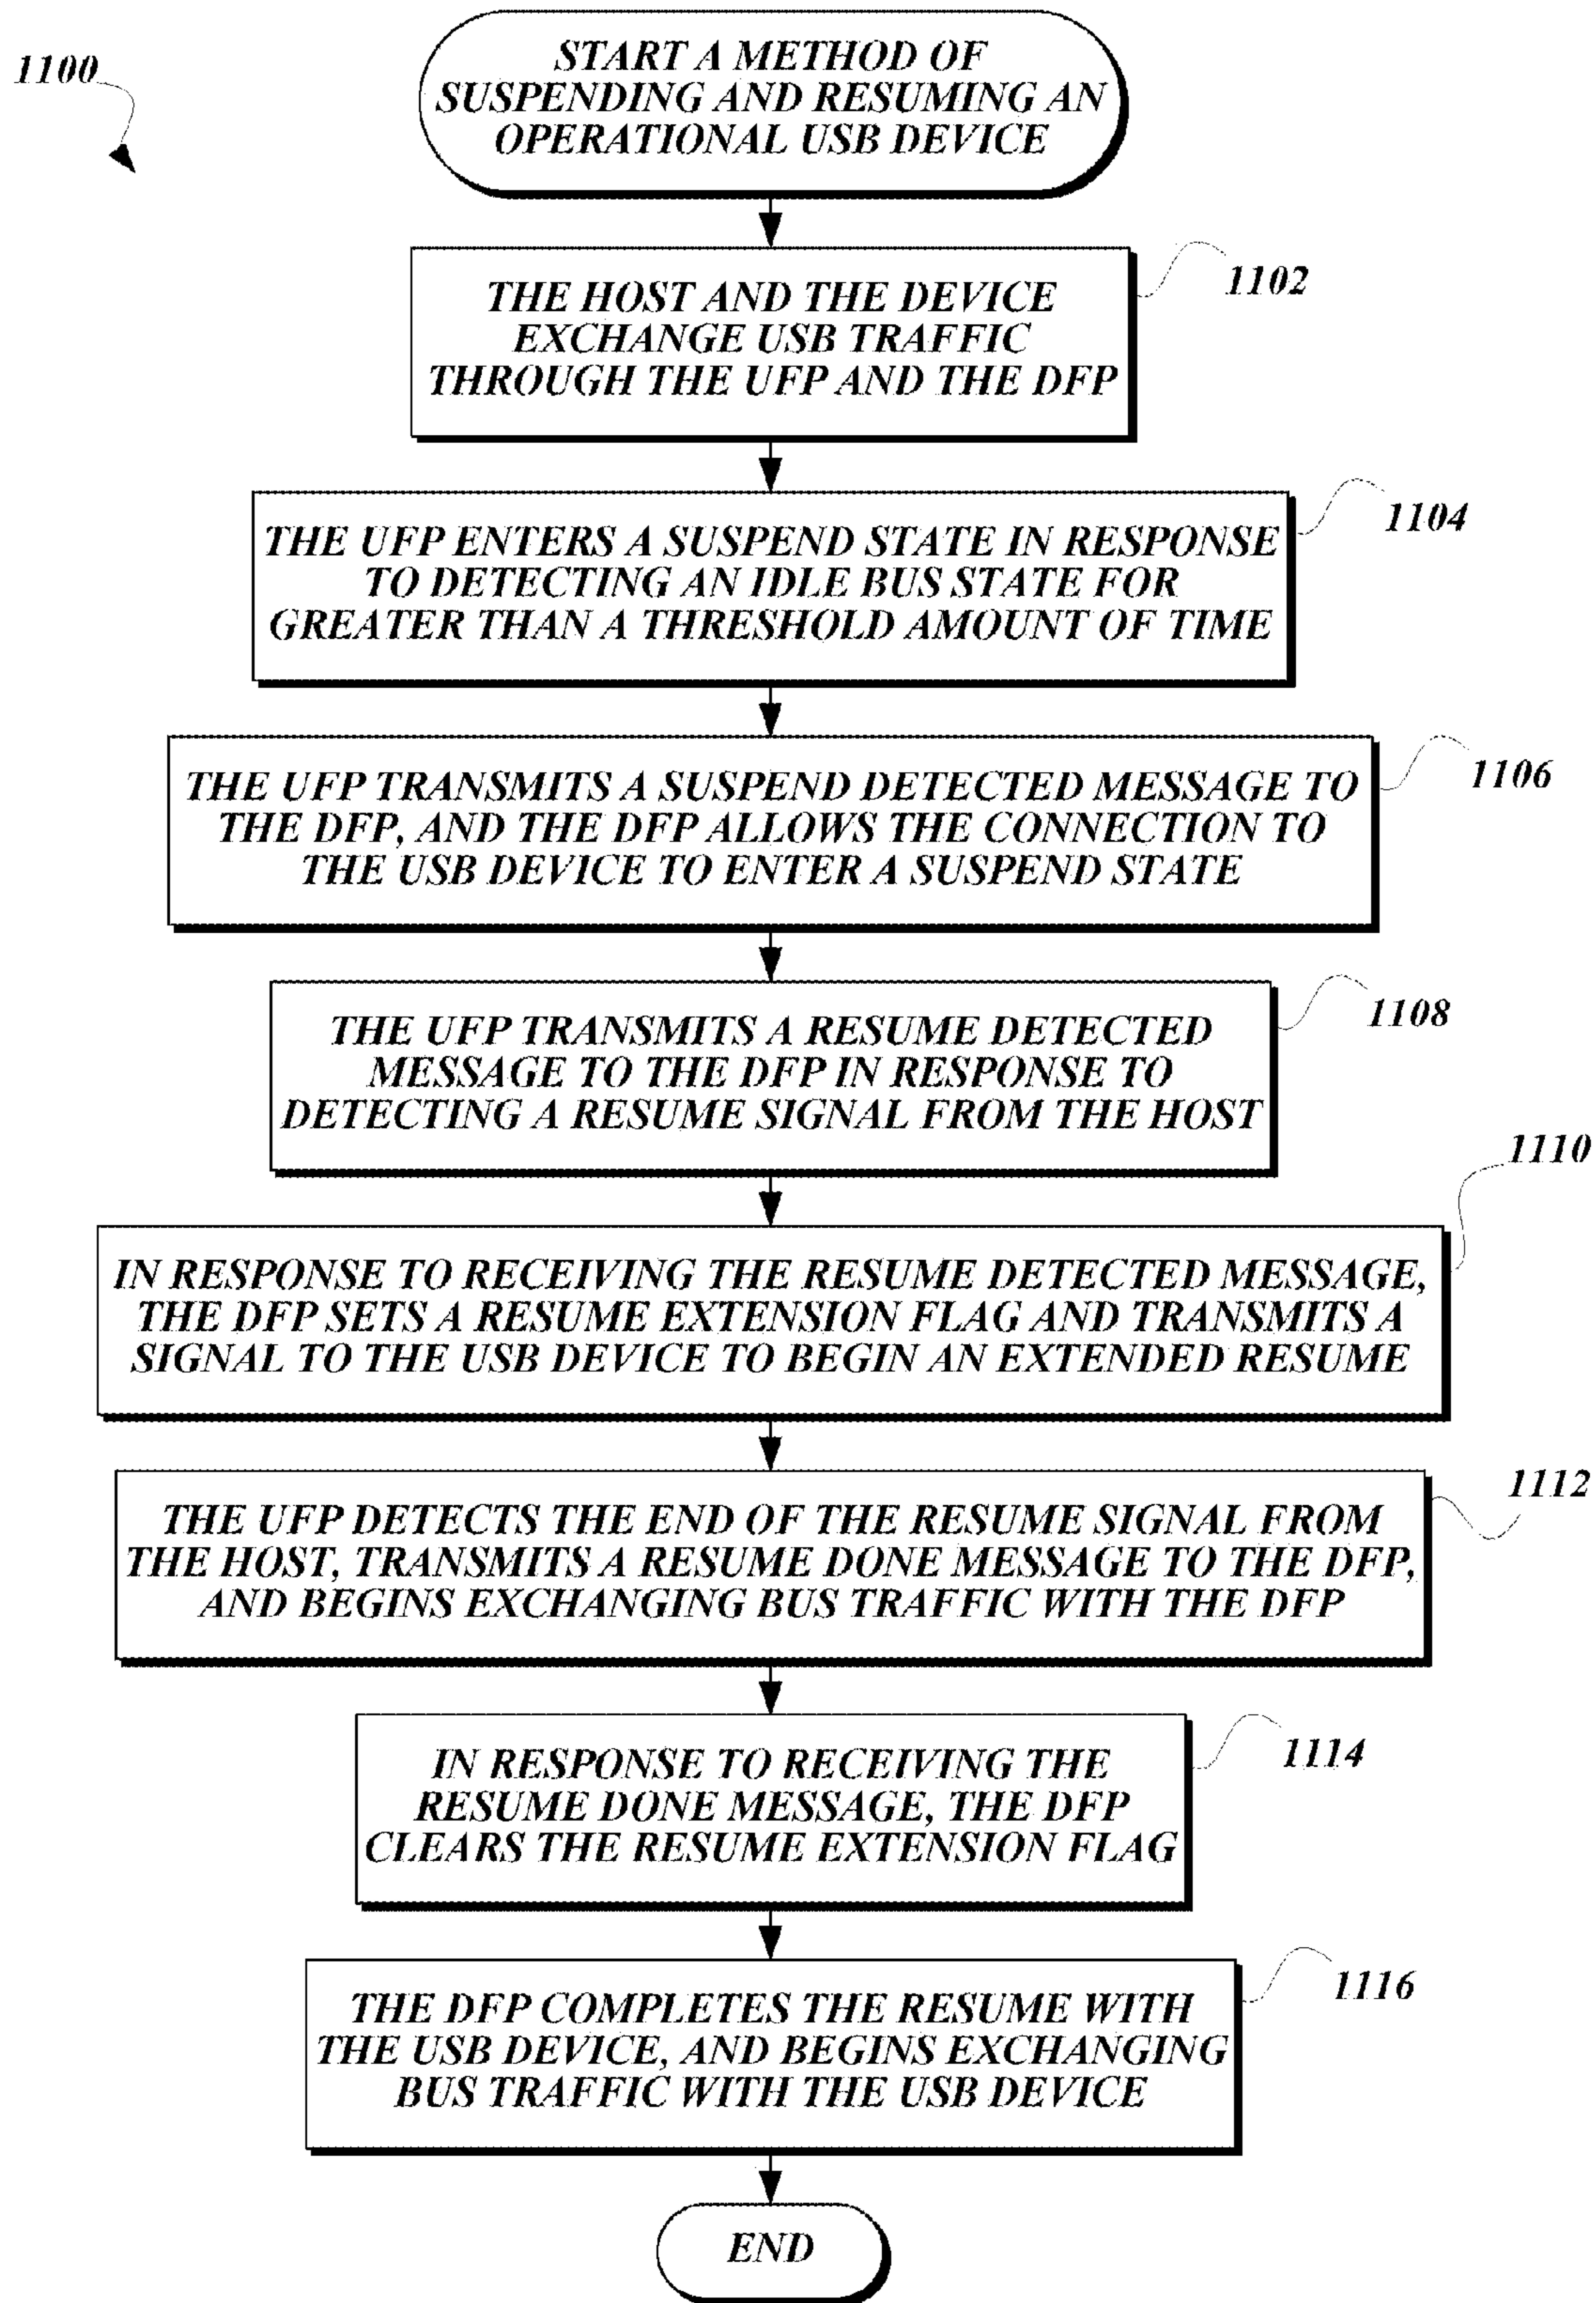 1100
START A METHOD OF
SUSPENDING AND RESUMING AN
OPERATIONAL USB DEVICE
1102
THE HOST AND THE DEVICE
EXCHANGE USB TRAFFIC
THROUGH THE UFP AND THE DFP
1104
THE UFP ENTERS A SUSPEND STATE IN RESPONSE
TO DETECTING AN IDLE BUS STATE FOR
GREATER THAN A THRESHOLD AMOUNT OF TIME
1106
THE UFP TRANSMITS A SUSPEND DETECTED MESSAGE TO
THE DFP, AND THE DFP ALLOWS THE CONNECTION TO
THE USB DEVICE TO ENTER A SUSPEND STATE
1108
THE UFP TRANSMITS A RESUME DETECTED
MESSAGE TO THE DFP IN RESPONSE TO
DETECTING A RESUME SIGNAL FROM THE HOST
1110
IN RESPONSE TO RECEIVING THE RESUME DETECTED MESSAGE,
THE DFP SETS A RESUME EXTENSION FLAG AND TRANSMITS A
SIGNAL TO THE USB DEVICE TO BEGIN AN EXTENDED RESUME
1112
THE UFP DETECTS THE END OF THE RESUME SIGNAL FROM
THE HOST, TRANSMITS A RESUME DONE MESSAGE TO THE DFP,
AND BEGINS EXCHANGING BUS TRAFFIC WITH THE DFP
1114
IN RESPONSE TO RECEIVING THE
RESUME DONE MESSAGE, THE DFP
CLEARS THE RESUME EXTENSION FLAG
1116
THE DFP COMPLETES THE RESUME WITH
THE USB DEVICE, AND BEGINS EXCHANGING
BUS TRAFFIC WITH THE USB DEVICE
END